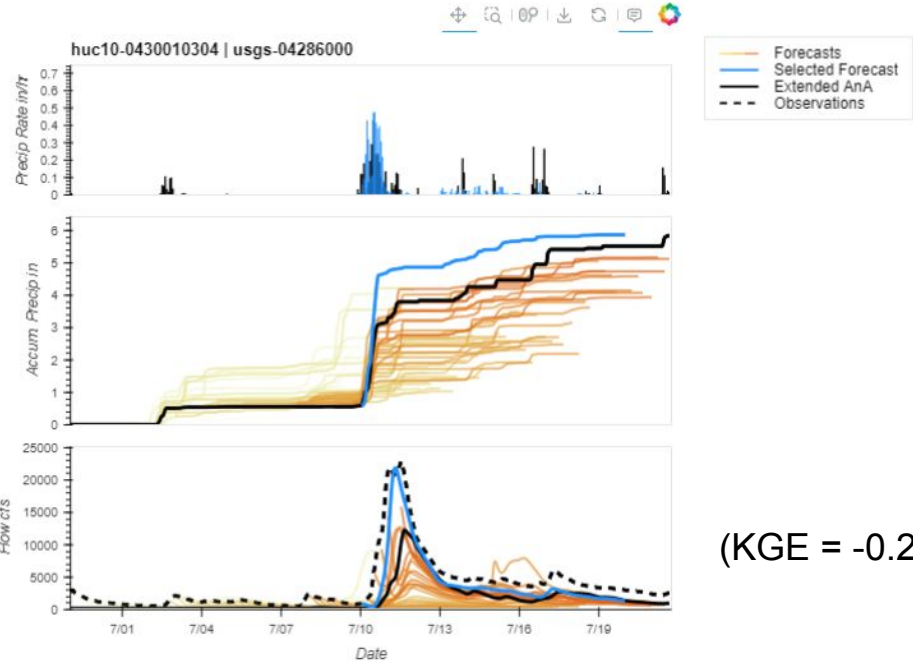 huc10-0430010304 | usgs-04286000
Forecasts
Selected Forecast
Extended AnA
Observations
Precip Rate in/hr
0.7
0.6
0.5
0.4
0.3
0.2
0.1
0
Accum Precip in
6
5
4
3
2
1
0
Flow cfs
25000
20000
15000
10000
5000
0
(KGE = -0.2
7/01 7/04 7/07 7/10 7/13 7/16 7/19
Date